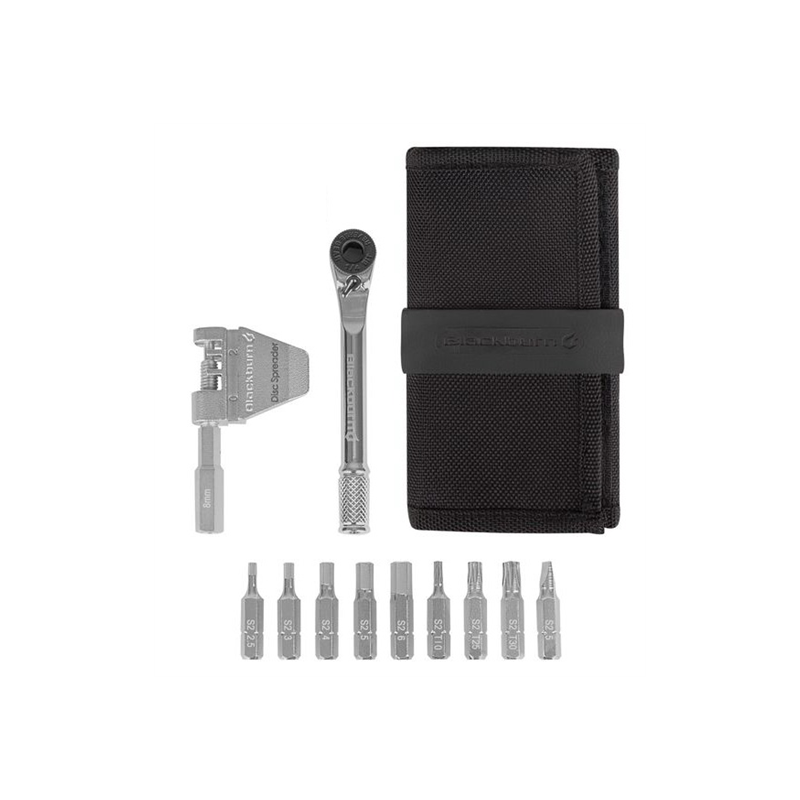 Blackburn
Disc Spreader
8mm
Blackburn
Blackburn
S2 2.5
S2 3
S2 4
S2 5
S2 6
S2 T10
S2 T25
S2 T30
S2 5